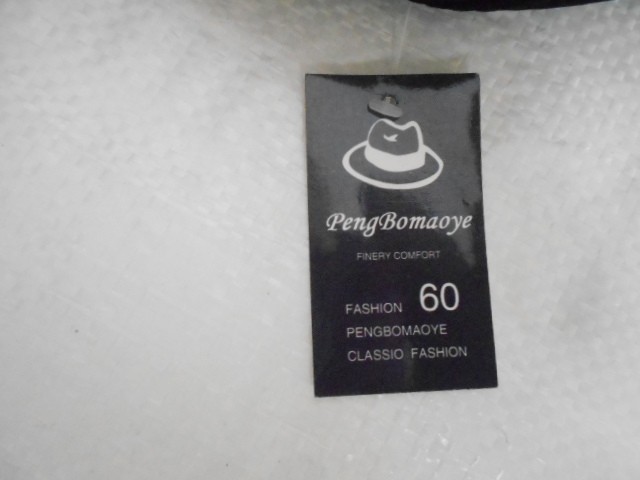 PengBomaoye
FINERY COMFORT
FASHION 60
PENGBOMAOYE
CLASSIO FASHION